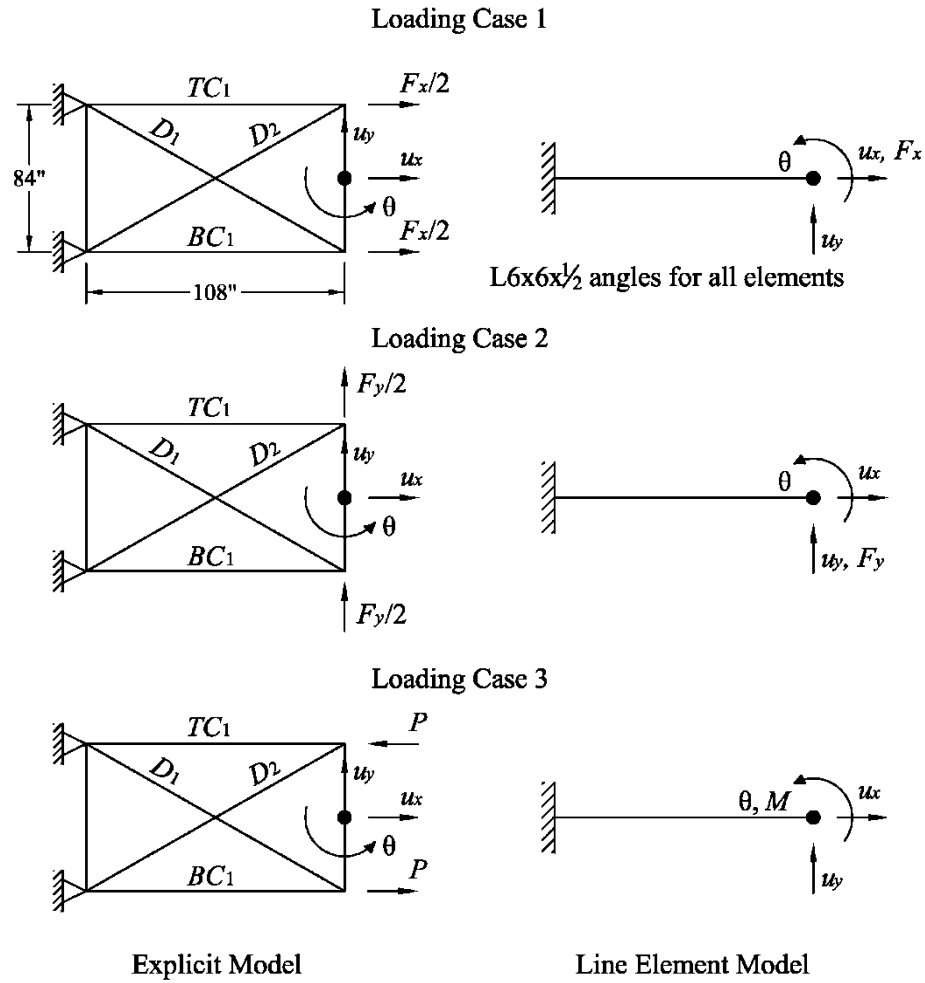 Loading Case 1
TC1
Fx/2
D1
D2
uy
ux
θ
84"
BC1
Fx/2
108"
θ
ux, Fx
uy
L6x6x½ angles for all elements
Loading Case 2
Fy/2
TC1
D1
D2
uy
ux
θ
BC1
Fy/2
θ
ux
uy, Fy
Loading Case 3
TC1
P
D1
D2
uy
ux
θ
BC1
P
θ, M
ux
uy
Explicit Model
Line Element Model